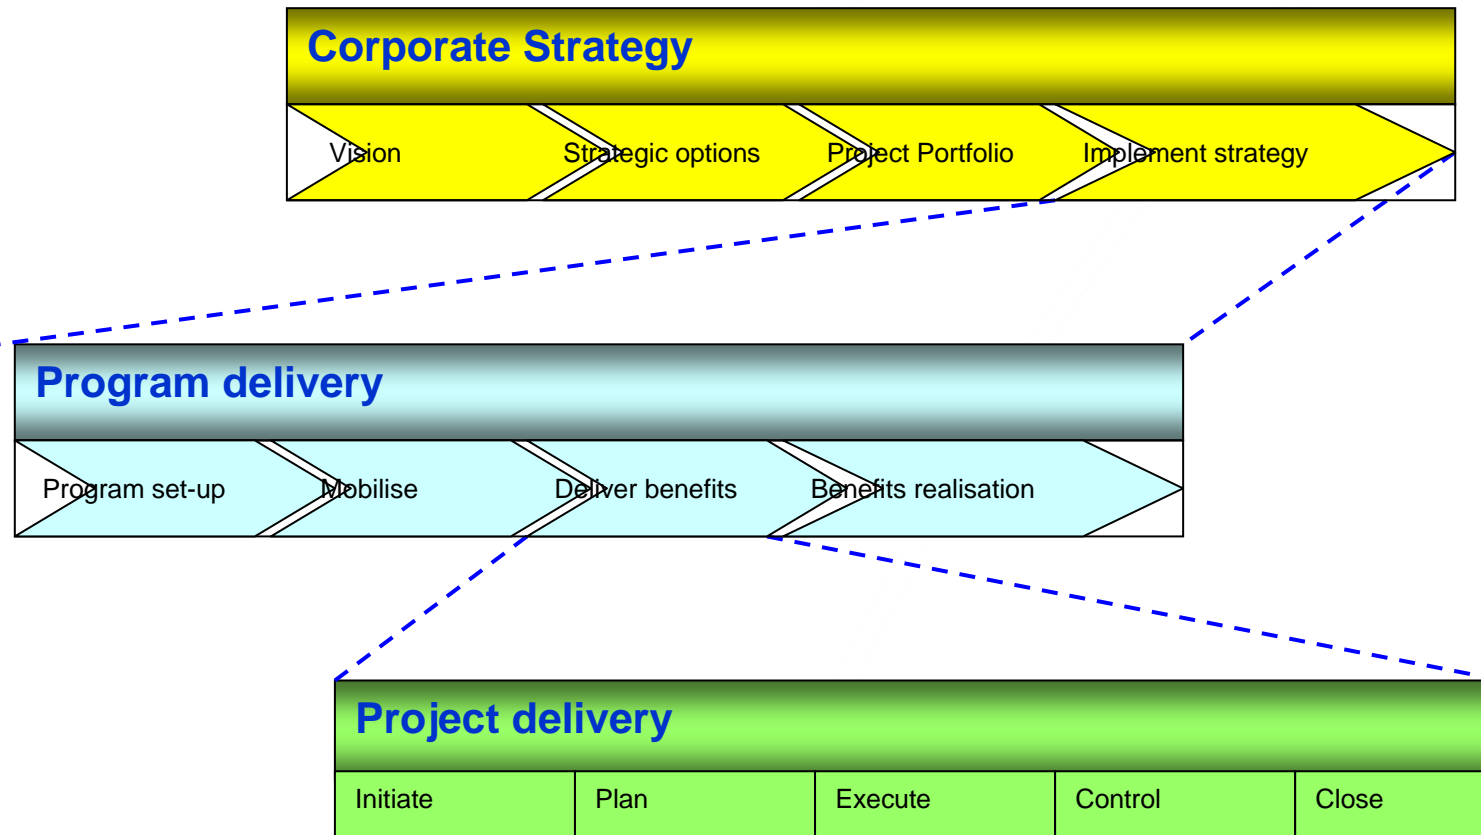 Corporate Strategy
Vision
Strategic options
Project Portfolio
Implement strategy
Program delivery
Program set-up
Mobilise
Deliver benefits
Benefits realisation
Project delivery
Initiate
Plan
Execute
Control
Close